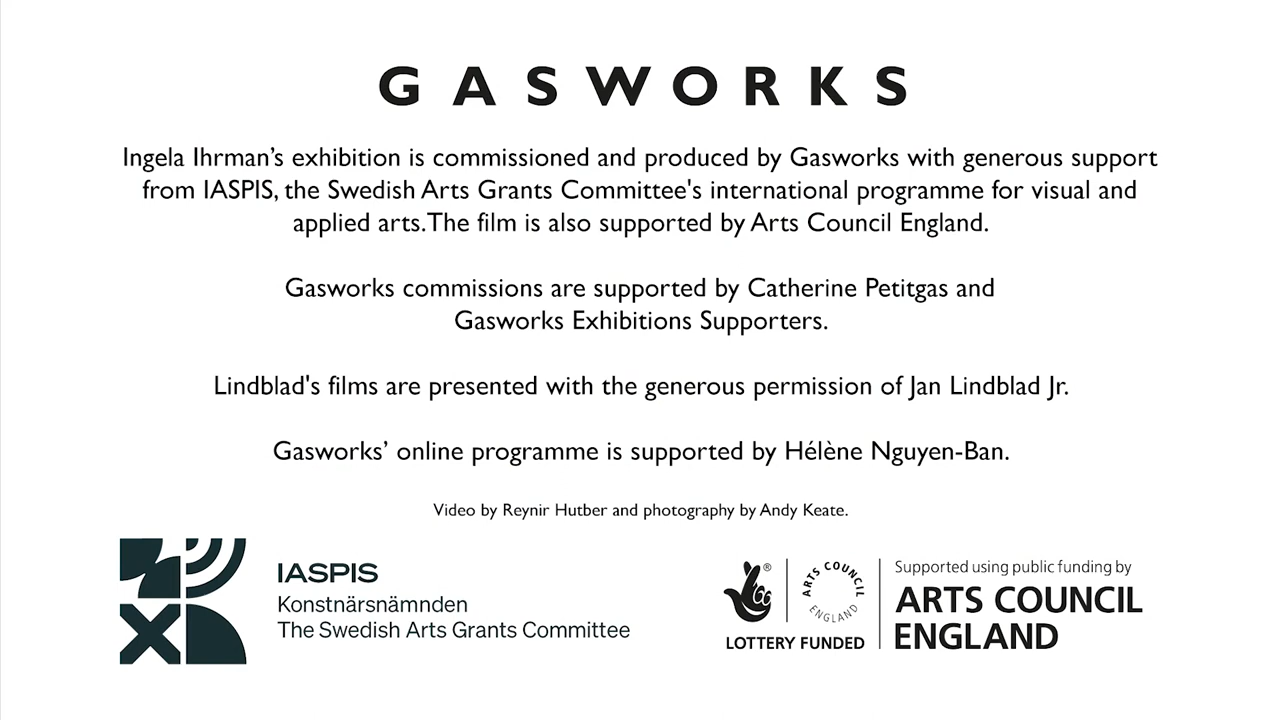 GASWORKS
Ingela Ihrman’s exhibition is commissioned and produced by Gasworks with generous support
from IASPIS, the Swedish Arts Grants Committee's international programme for visual and
applied arts.The film is also supported by Arts Council England.
Gasworks commissions are supported by Catherine Petitgas and
Gasworks Exhibitions Supporters.
Lindblad's films are presented with the generous permission of Jan Lindblad Jr.
Gasworks’ online programme is supported by Hélène Nguyen-Ban.
Video by Reynir Hutber and photography by Andy Keate.
IASPIS
Konstnärsnämnden
The Swedish Arts Grants Committee
®
LOTTERY FUNDED
ARTS COUNCIL ENGLAND
Supported using public funding by
ARTS COUNCIL
ENGLAND